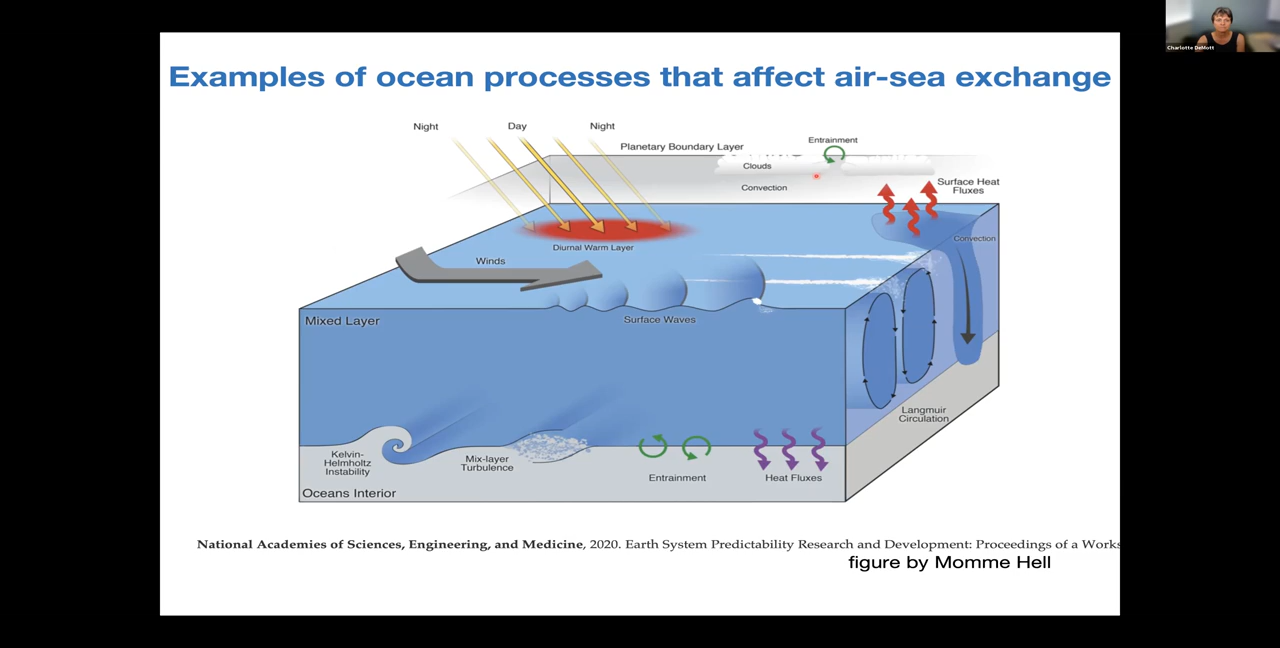 Charlotte DeMott
Examples of ocean processes that affect air-sea exchange
Night
Day
Night
Planetary Boundary Layer
Entrainment
Clouds
Convection
Surface Heat
Fluxes
Convection
Diurnal Warm Layer
Winds
Mixed Layer
Surface Waves
Langmuir
Circulation
Kelvin-
Helmholtz
Instability
Mix-layer
Turbulence
Entrainment
Heat Fluxes
Oceans Interior
National Academies of Sciences, Engineering, and Medicine, 2020. Earth System Predictability Research and Development: Proceedings of a Works
figure by Momme Hell